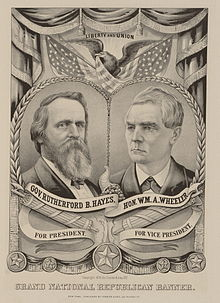 LIBERTY AND UNION
GOV. RUTHERFORD B. HAYES,
HON. WM. A. WHEELER
FOR PRESIDENT.
FOR VICE-PRESIDENT.
GRAND NATIONAL REPUBLICAN BANNER.